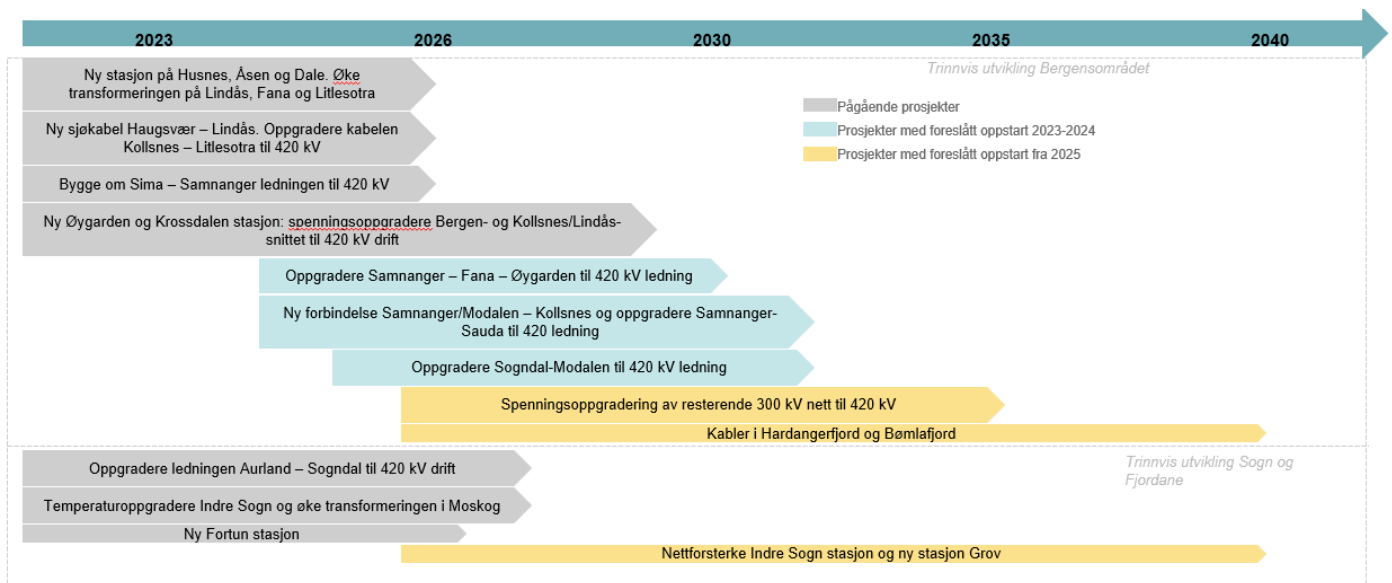 2023 2026 2030 2035 2040
Trinnvis utvikling Bergensområdet
Ny stasjon på Husnes, Åsen og Dale. Øke
transformeringen på Lindås, Fana og Litlesotra
Pågående prosjekter
Ny sjøkabel Haugsvær – Lindås. Oppgradere kabelen
Kollsnes – Litlesotra til 420 kV
Prosjekter med foreslått oppstart 2023-2024
Prosjekter med foreslått oppstart fra 2025
Bygge om Sima – Samnanger ledningen til 420 kV
Ny Øygarden og Krossdalen stasjon: spenningsoppgradere Bergen- og Kollsnes/Lindås-
snittet til 420 kV drift
Oppgradere Samnanger – Fana – Øygarden til 420 kV ledning
Ny forbindelse Samnanger/Modalen – Kollsnes og oppgradere Samnanger-
Sauda til 420 ledning
Oppgradere Sogndal-Modalen til 420 kV ledning
Spenningsoppgradering av resterende 300 kV nett til 420 kV
Kabler i Hardangerfjord og Bømlafjord
Trinnvis utvikling Sogn og
Fjordane
Oppgradere ledningen Aurland – Sogndal til 420 kV drift
Temperaturoppgradere Indre Sogn og øke transformeringen i Moskog
Ny Fortun stasjon
Nettforsterke Indre Sogn stasjon og ny stasjon Grov